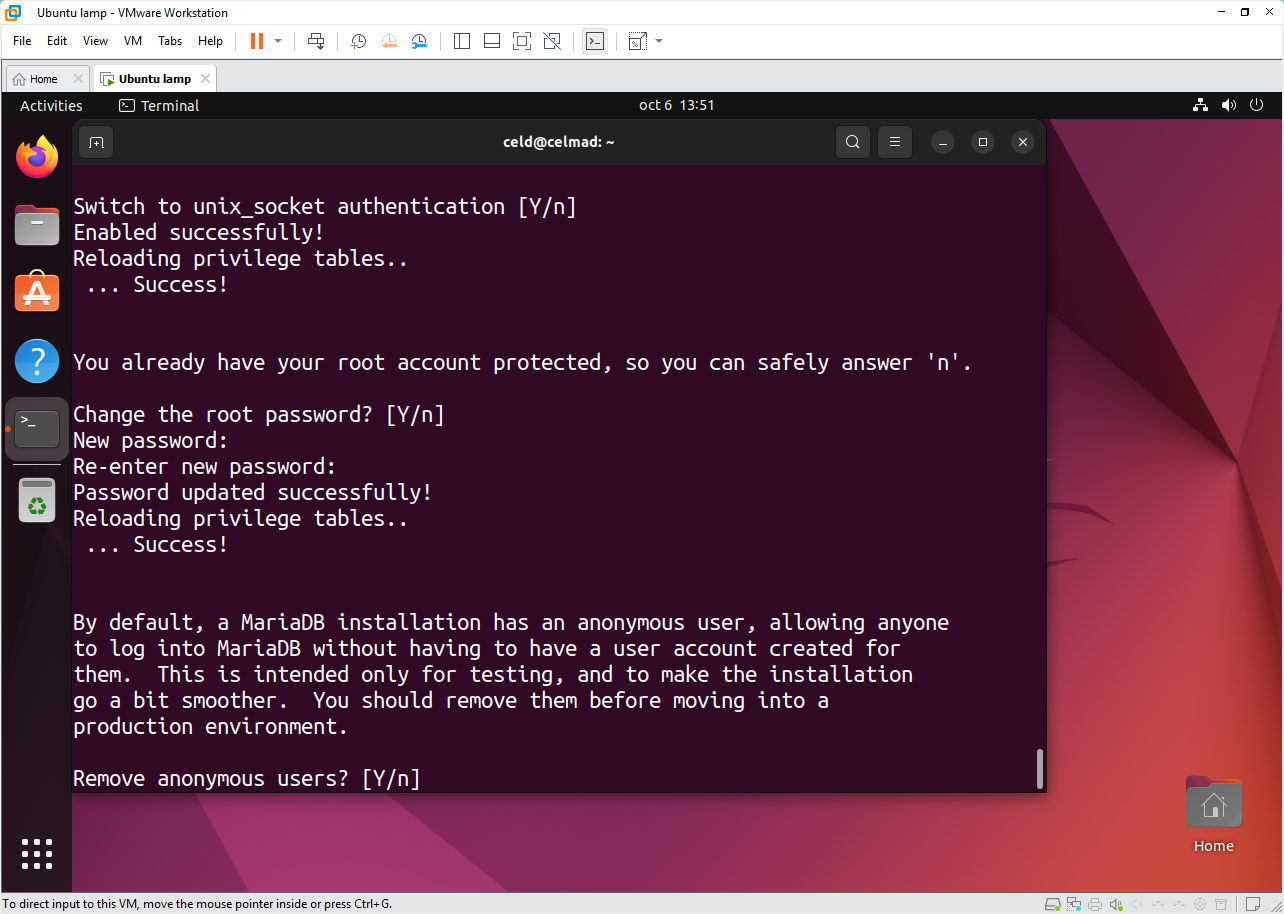 Ubuntu lamp - VMware Workstation
File Edit View VM Tabs Help
Home Ubuntu lamp
Activities Terminal oct 6 13:51
celd@celmad: ~
Switch to unix_socket authentication [Y/n]
Enabled successfully!
Reloading privilege tables..
... Success!
You already have your root account protected, so you can safely answer 'n'.
Change the root password? [Y/n]
New password:
Re-enter new password:
Password updated successfully!
Reloading privilege tables..
... Success!
By default, a MariaDB installation has an anonymous user, allowing anyone
to log into MariaDB without having to have a user account created for
them.  This is intended only for testing, and to make the installation
go a bit smoother.  You should remove them before moving into a
production environment.
Remove anonymous users? [Y/n]
Home
To direct input to this VM, move the mouse pointer inside or press Ctrl+G.